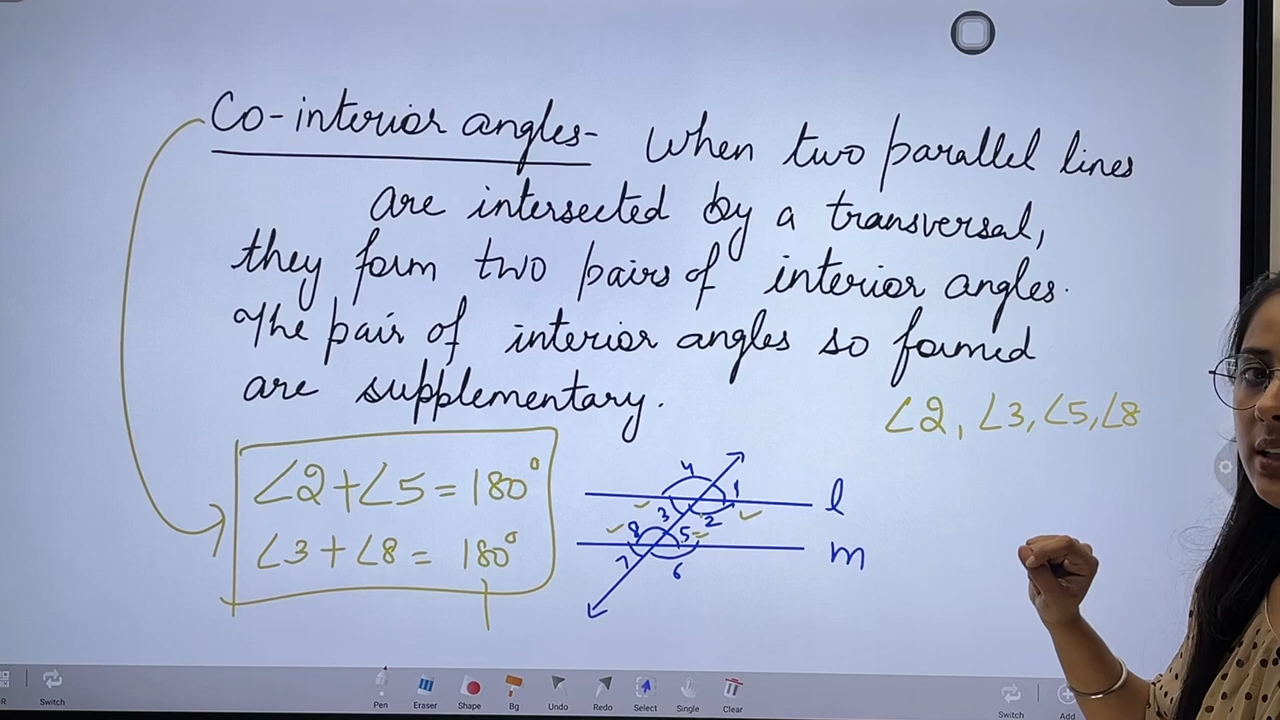 Co-interior angles- When two parallel lines
are intersected by a transversal,
they form two pairs of interior angles.
The pair of interior angles so formed
are supplementary.
∠2, ∠3, ∠5, ∠8
∠2+∠5=180°
∠3+∠8= 180°
4
1
l
3
2
8
5
m
7
6
R
Switch
Pen
Eraser
Shape
Bg
Undo
Redo
Select
Single
Clear
Switch
Add